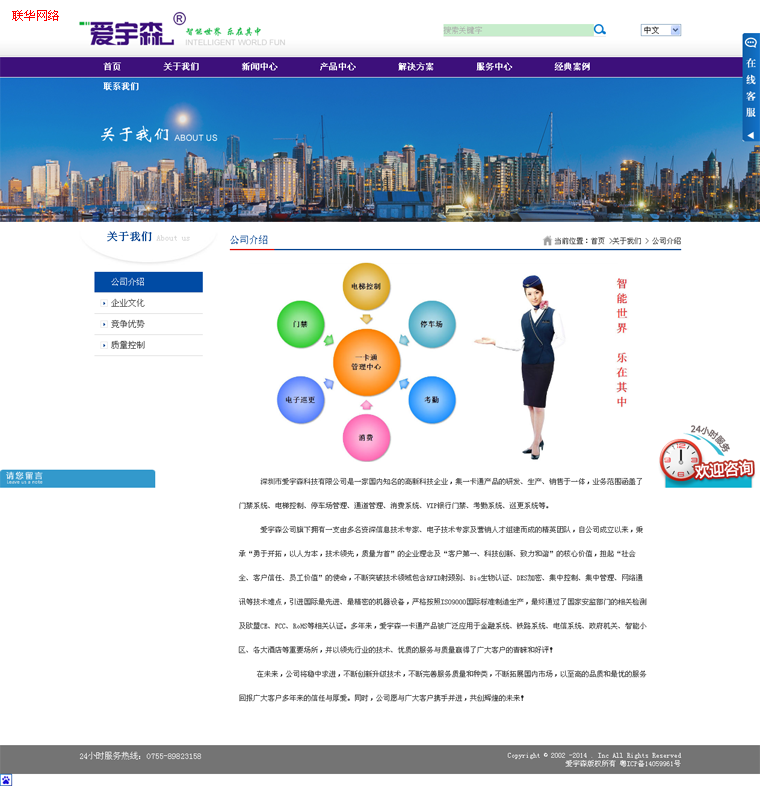 联华网络
爱宇森®
智能世界 乐在其中
INTELLIGENT WORLD FUN
搜索关键字
中文
首页 关于我们 新闻中心 产品中心 解决方案 服务中心 经典案例
联系我们
在线客服
关于我们 ABOUT US
关于我们 About us
公司介绍
当前位置：首页 >关于我们 > 公司介绍
公司介绍
企业文化
竞争优势
质量控制
电梯控制
门禁
停车场
一卡通
管理中心
电子巡更
考勤
消费
智能世界 乐在其中
24小时服务
欢迎咨询
请您留言
Leave us a note
深圳市爱宇森科技有限公司是一家国内知名的高新科技企业，集一卡通产品的研发、生产、销售于一体，业务范围涵盖了
门禁系统、电梯控制、停车场管理、通道管理、消费系统、VIP银行门禁、考勤系统、巡更系统等。
爱宇森公司旗下拥有一支由多名资深信息技术专家、电子技术专家及营销人才组建而成的精英团队，自公司成立以来，秉
承“勇于开拓，以人为本，技术领先，质量为首”的企业理念及“客户第一、科技创新、致力和谐”的核心价值，担起“社会
全、客户信任、员工价值”的使命，不断突破技术领域包含RFID射频别、Bio生物认证、DES加密、集中控制、集中管理、网络通
讯等技术难点，引进国际最先进、最精密的机器设备，严格按照ISO9000国际标准制造生产，最终通过了国家安监部门的相关检测
及欧盟CE、FCC、RoHS等相关认证。多年来，爱宇森一卡通产品被广泛应用于金融系统、铁路系统、电信系统、政府机关、智能小
区、各大酒店等重要场所，并以领先行业的技术、优质的服务与质量赢得了广大客户的青睐和好评！
在未来，公司将稳中求进，不断创新升级技术，不断完善服务质量和种类，不断拓展国内市场，以至高的品质和最优的服务
回报广大客户多年来的信任与厚爱。同时，公司愿与广大客户携手并进，共创辉煌的未来！
24小时服务热线：0755-89823158
Copyright © 2002 -2014 . Inc All Rights Reserved
爱宇森版权所有 粤ICP备14059961号